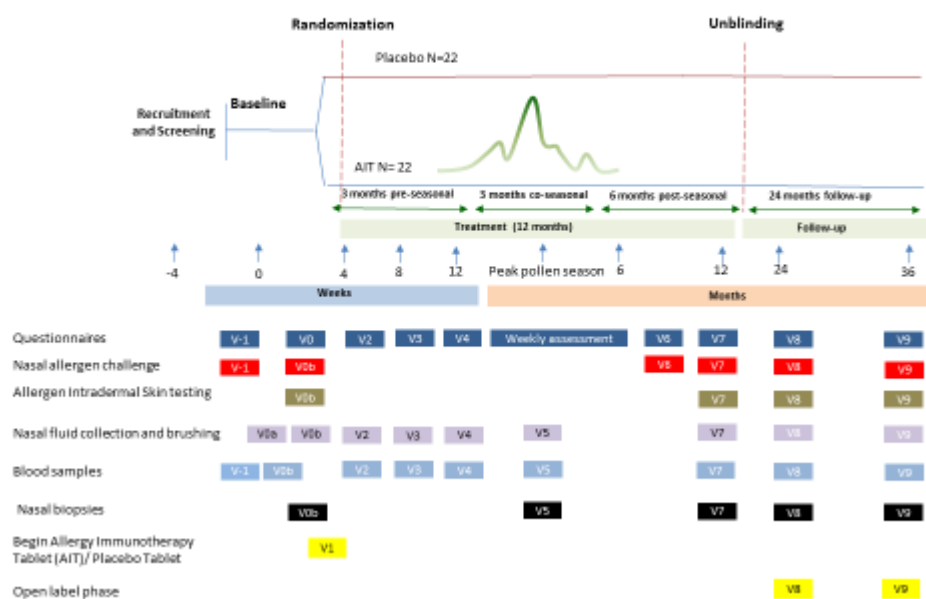 Randomization Unblinding
Placebo N=22
Baseline
Recruitment
and Screening
AIT N= 22
3 months pre-seasonal 3 months co-seasonal 6 months post-seasonal 24 months follow-up
Treatment (12 months) Follow-up
-4 0 4 8 12 Peak pollen season 6 12 24 36
Weeks Months
Questionnaires V-1 V0 V2 V3 V4 Weekly assessment V6 V7 V8 V9
Nasal allergen challenge V-1 V0b V6 V7 V8 V9
Allergen Intradermal Skin testing V0b V7 V8 V9
Nasal fluid collection and brushing V0a V0b V2 V3 V4 V5 V7 V8 V9
Blood samples V-1 V0b V2 V3 V4 V5 V7 V8 V9
Nasal biopsies V0b V5 V7 V8 V9
Begin Allergy Immunotherapy
Tablet (AIT)/ Placebo Tablet V1
Open label phase V8 V9